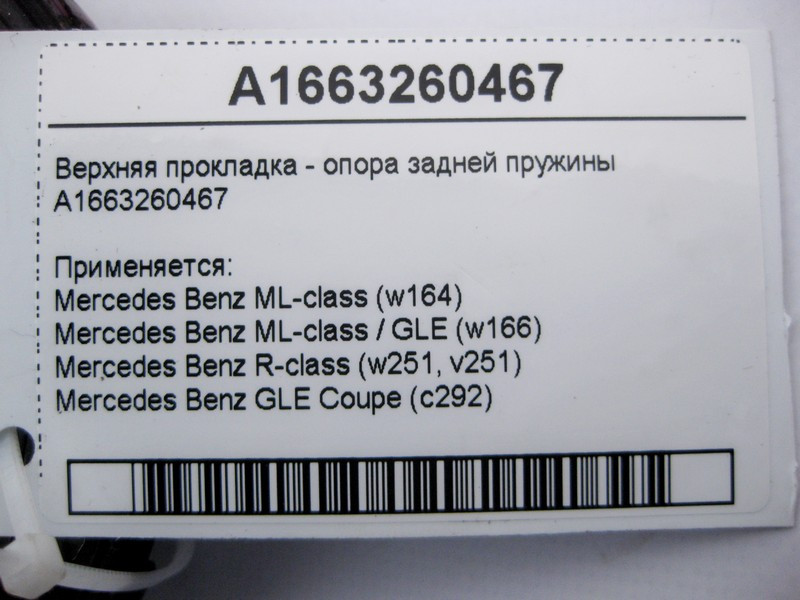 A1663260467
Верхняя прокладка - опора задней пружины
A1663260467
Применяется:
Mercedes Benz ML-class (w164)
Mercedes Benz ML-class / GLE (w166)
Mercedes Benz R-class (w251, v251)
Mercedes Benz GLE Coupe (c292)